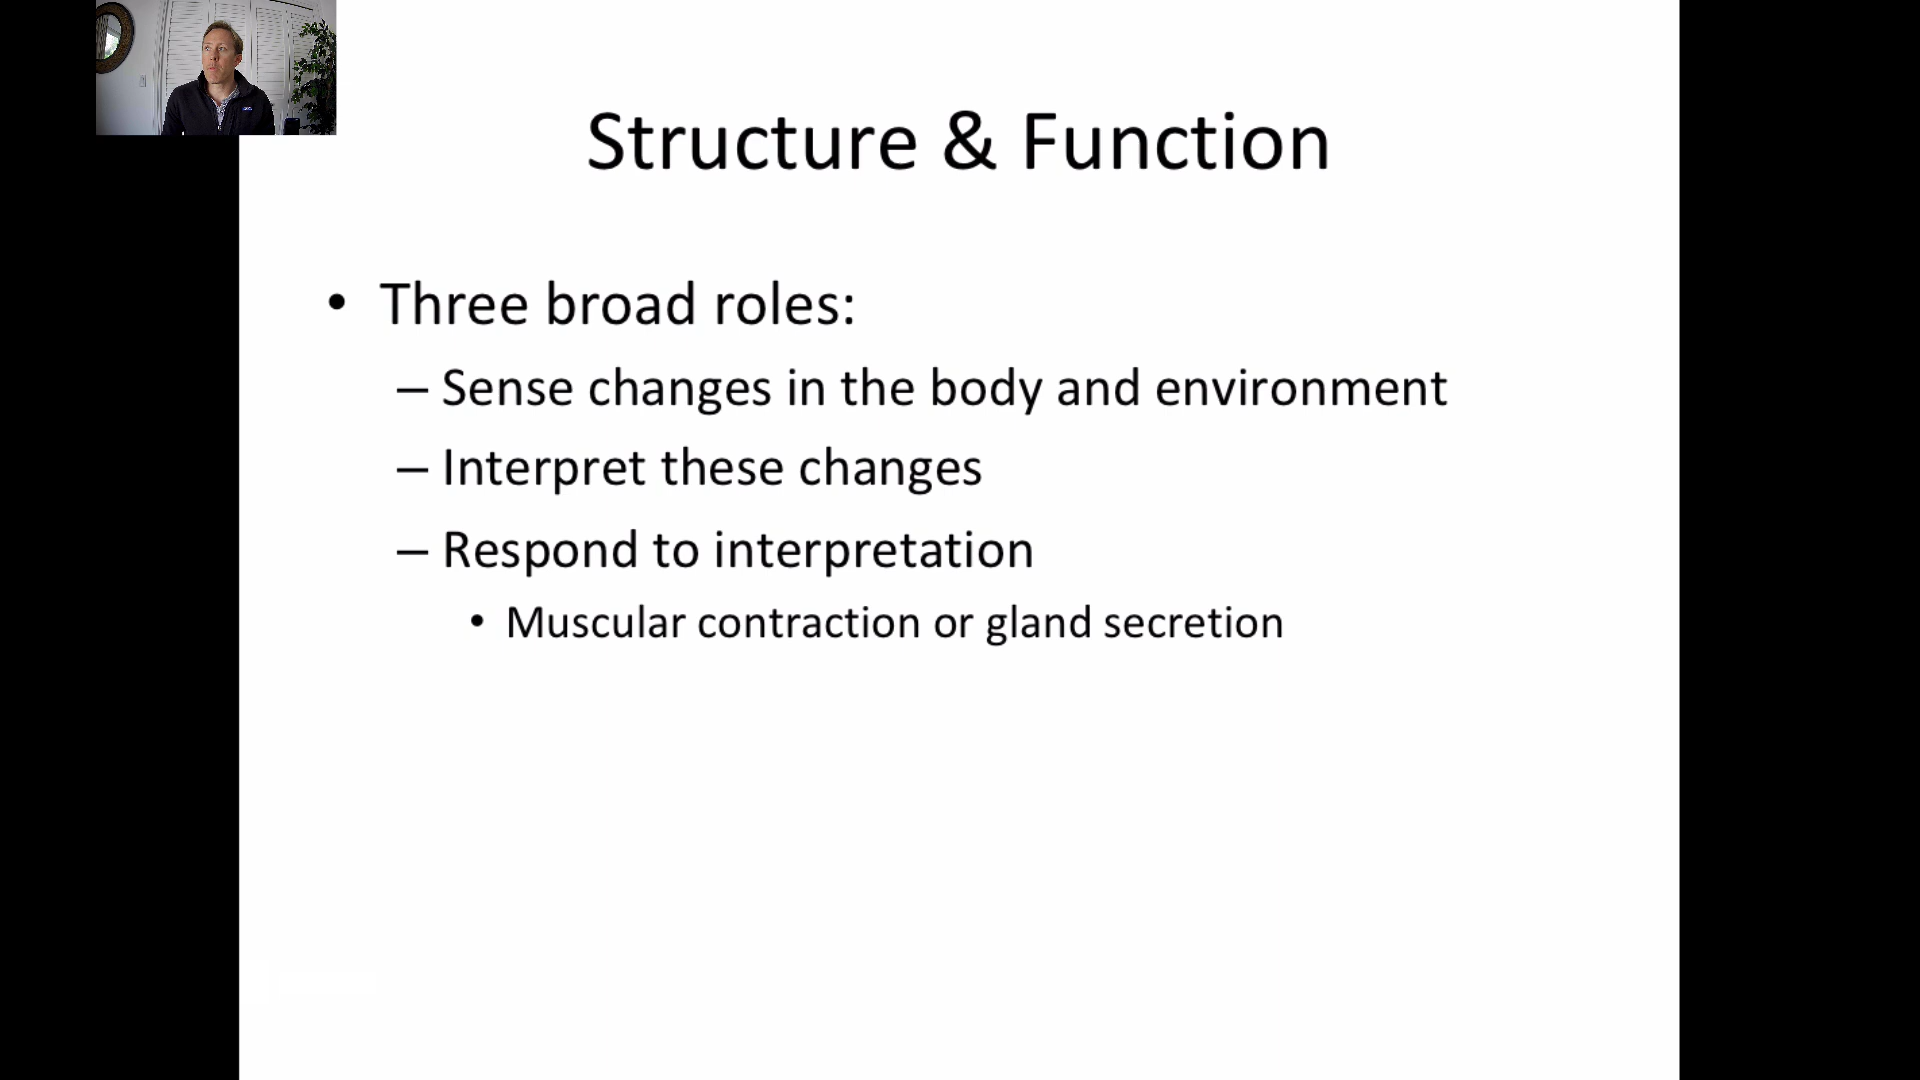 Structure & Function
• Three broad roles:
– Sense changes in the body and environment
– Interpret these changes
– Respond to interpretation
• Muscular contraction or gland secretion